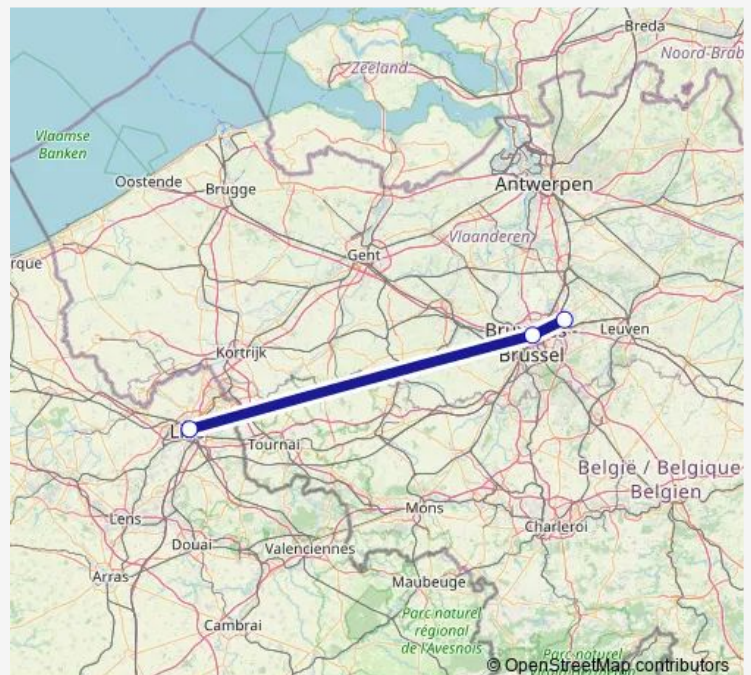 Breda
Noord-Brab
Zeeland
Vlaamse
Banken
Oostende
Brugge
Antwerpen
Vlaanderen
Gent
rque
Leuven
Brussel
Kortrijk
Tournai
België / Belgique
Belgien
Lens
Mons
Charleroi
Douai
Valenciennes
Arras
Maubeuge
Cambrai
Parc naturel
régional
de l'Avesnois
Parc naturel
© OpenStreetMap contributors